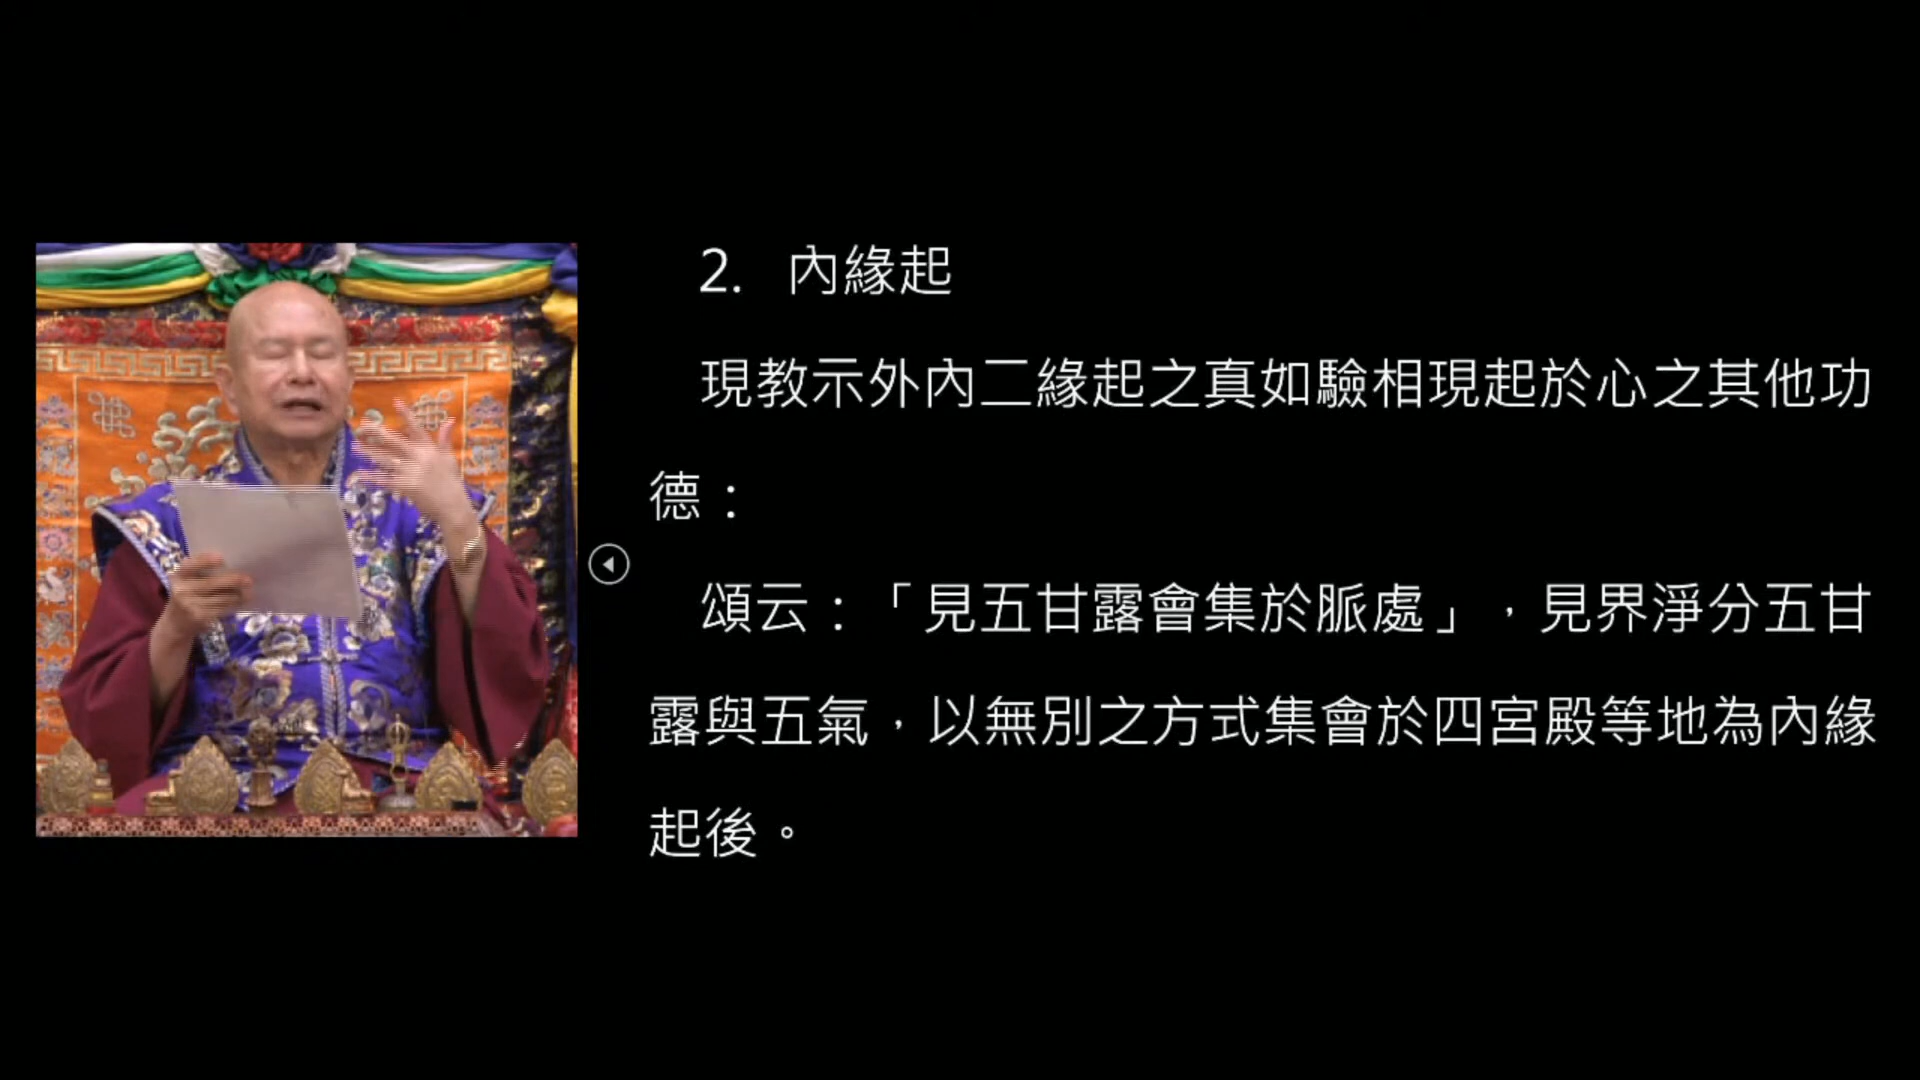 2. 內緣起
現教示外內二緣起之真如驗相現起於心之其他功
德：
頌云：「見五甘露會集於脈處」，見界淨分五甘
露與五氣，以無別之方式集會於四宮殿等地為內緣
起後。